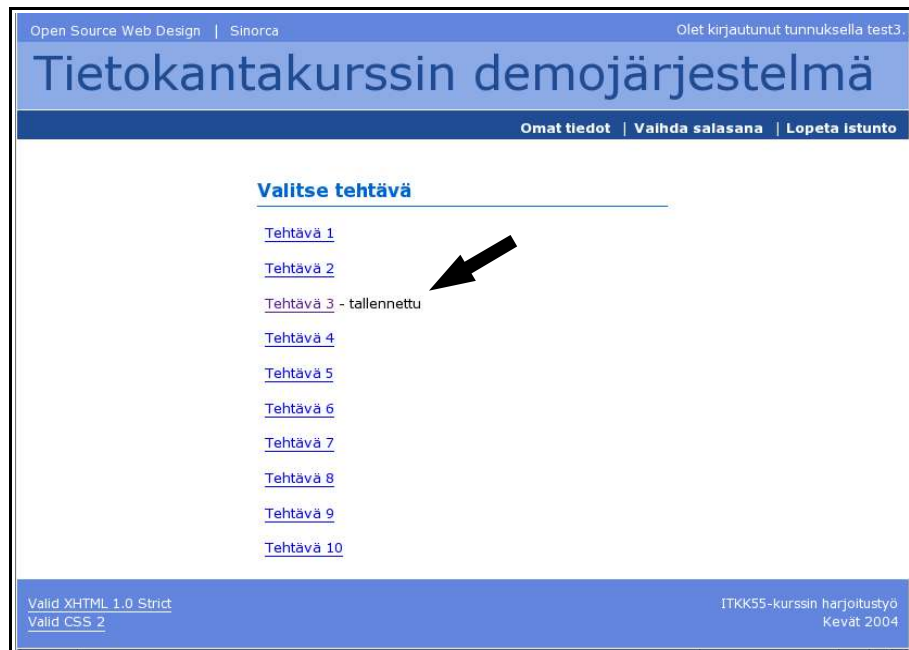 Open Source Web Design | Sinorca Olet kirjautunut tunnuksella test3.
Tietokantakurssin demojärjestelmä
Omat tiedot | Vaihda salasana | Lopeta istunto
Valitse tehtävä
Tehtävä 1
Tehtävä 2
Tehtävä 3 - tallennettu
Tehtävä 4
Tehtävä 5
Tehtävä 6
Tehtävä 7
Tehtävä 8
Tehtävä 9
Tehtävä 10
Valid XHTML 1.0 Strict ITKK55-kurssin harjoitustyö
Valid CSS 2 Kevät 2004